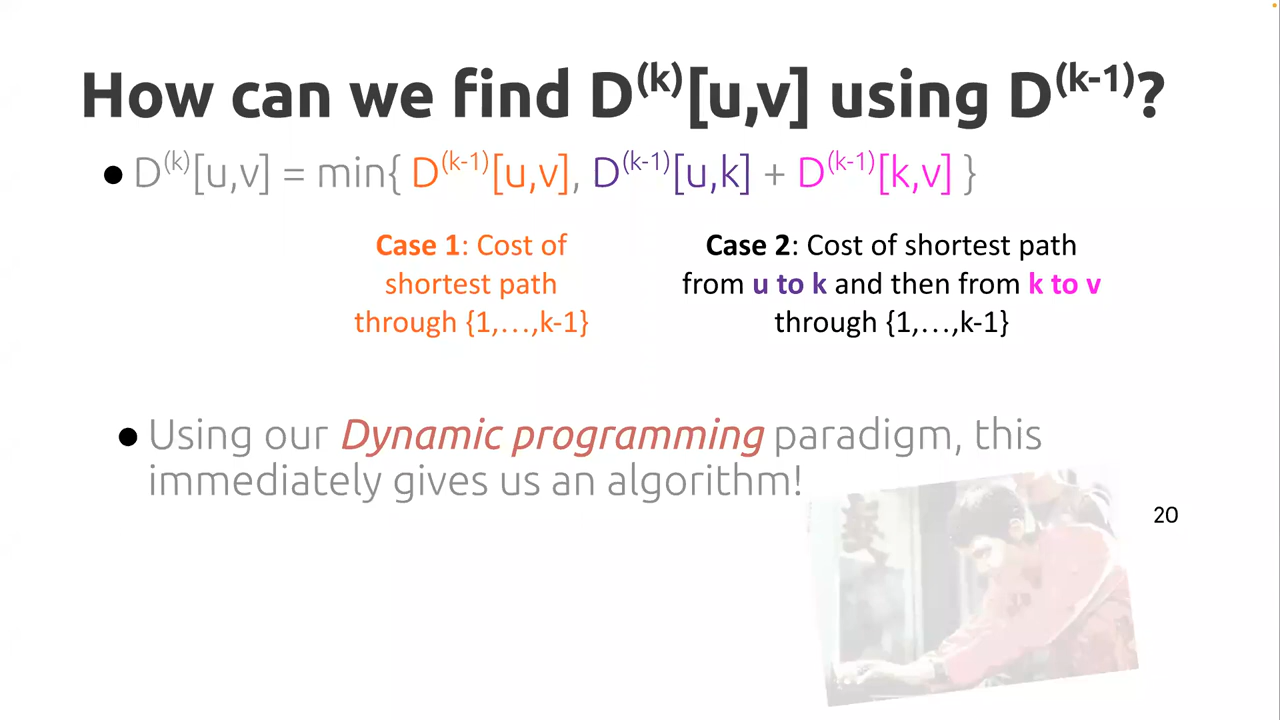 How can we find D^(k)[u,v] using D^(k-1)?
● D^(k)[u,v] = min{ D^(k-1)[u,v], D^(k-1)[u,k] + D^(k-1)[k,v] }
Case 1: Cost of
shortest path
through {1,...,k-1}
Case 2: Cost of shortest path
from u to k and then from k to v
through {1,...,k-1}
● Using our Dynamic programming paradigm, this
immediately gives us an algorithm!
20